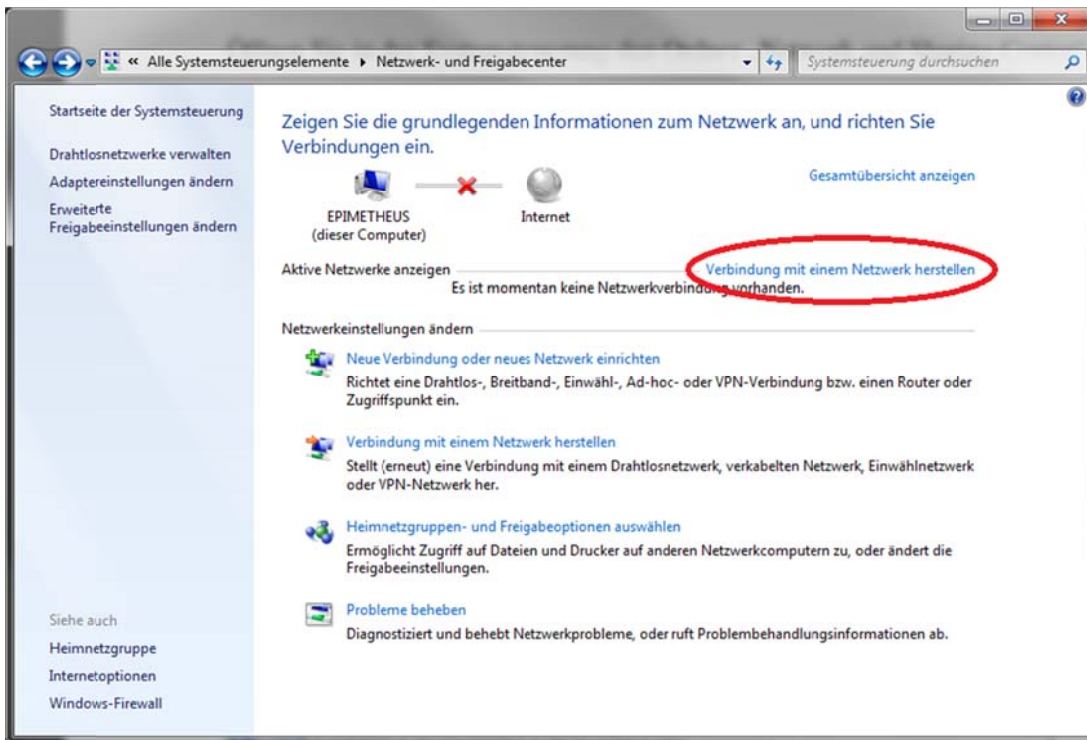 « Alle Systemsteuerungselemente ▸ Netzwerk- und Freigabecenter
Systemsteuerung durchsuchen
Startseite der Systemsteuerung
Drahtlosnetzwerke verwalten
Adaptereinstellungen ändern
Erweiterte
Freigabeeinstellungen ändern
Zeigen Sie die grundlegenden Informationen zum Netzwerk an, und richten Sie
Verbindungen ein.
Gesamtübersicht anzeigen
EPIMETHEUS
(dieser Computer)
Internet
Aktive Netzwerke anzeigen
Verbindung mit einem Netzwerk herstellen
Es ist momentan keine Netzwerkverbindung vorhanden.
Netzwerkeinstellungen ändern
Neue Verbindung oder neues Netzwerk einrichten
Richtet eine Drahtlos-, Breitband-, Einwähl-, Ad-hoc- oder VPN-Verbindung bzw. einen Router oder
Zugriffspunkt ein.
Verbindung mit einem Netzwerk herstellen
Stellt (erneut) eine Verbindung mit einem Drahtlosnetzwerk, verkabelten Netzwerk, Einwählnetzwerk
oder VPN-Netzwerk her.
Heimnetzgruppen- und Freigabeoptionen auswählen
Ermöglicht Zugriff auf Dateien und Drucker auf anderen Netzwerkcomputern zu, oder ändert die
Freigabeeinstellungen.
Probleme beheben
Diagnostiziert und behebt Netzwerkprobleme, oder ruft Problembehandlungsinformationen ab.
Siehe auch
Heimnetzgruppe
Internetoptionen
Windows-Firewall